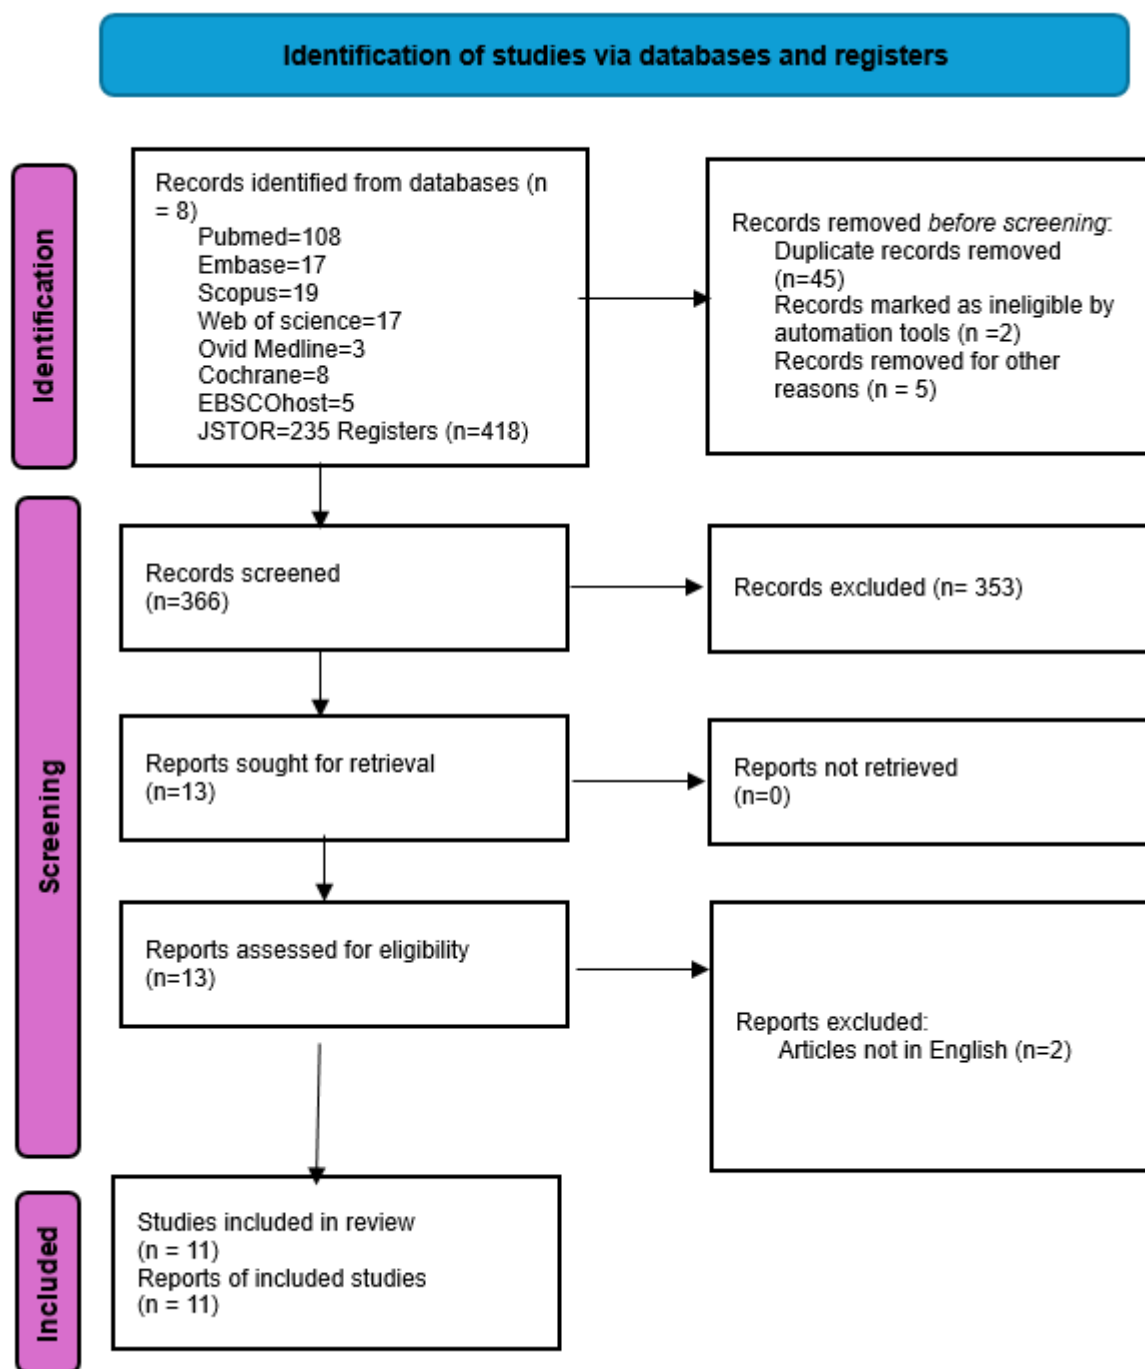 Identification of studies via databases and registers
Identification
Records identified from databases (n
= 8)
Pubmed=108
Embase=17
Scopus=19
Web of science=17
Ovid Medline=3
Cochrane=8
EBSCOhost=5
JSTOR=235 Registers (n=418)
Records removed before screening:
Duplicate records removed
(n=45)
Records marked as ineligible by
automation tools (n =2)
Records removed for other
reasons (n = 5)
Screening
Records screened
(n=366)
Records excluded (n= 353)
Reports sought for retrieval
(n=13)
Reports not retrieved
(n=0)
Reports assessed for eligibility
(n=13)
Reports excluded:
Articles not in English (n=2)
Included
Studies included in review
(n = 11)
Reports of included studies
(n = 11)